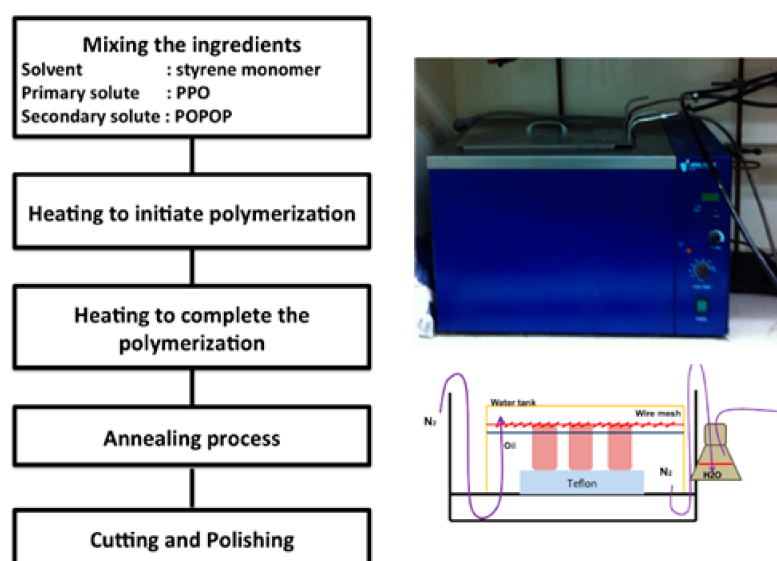 Mixing the ingredients
Solvent : styrene monomer
Primary solute : PPO
Secondary solute : POPOP
Heating to initiate polymerization
Heating to complete the
polymerization
Annealing process
Cutting and Polishing
Water tank
Wire mesh
N2
Oil
N2
H2O
Teflon